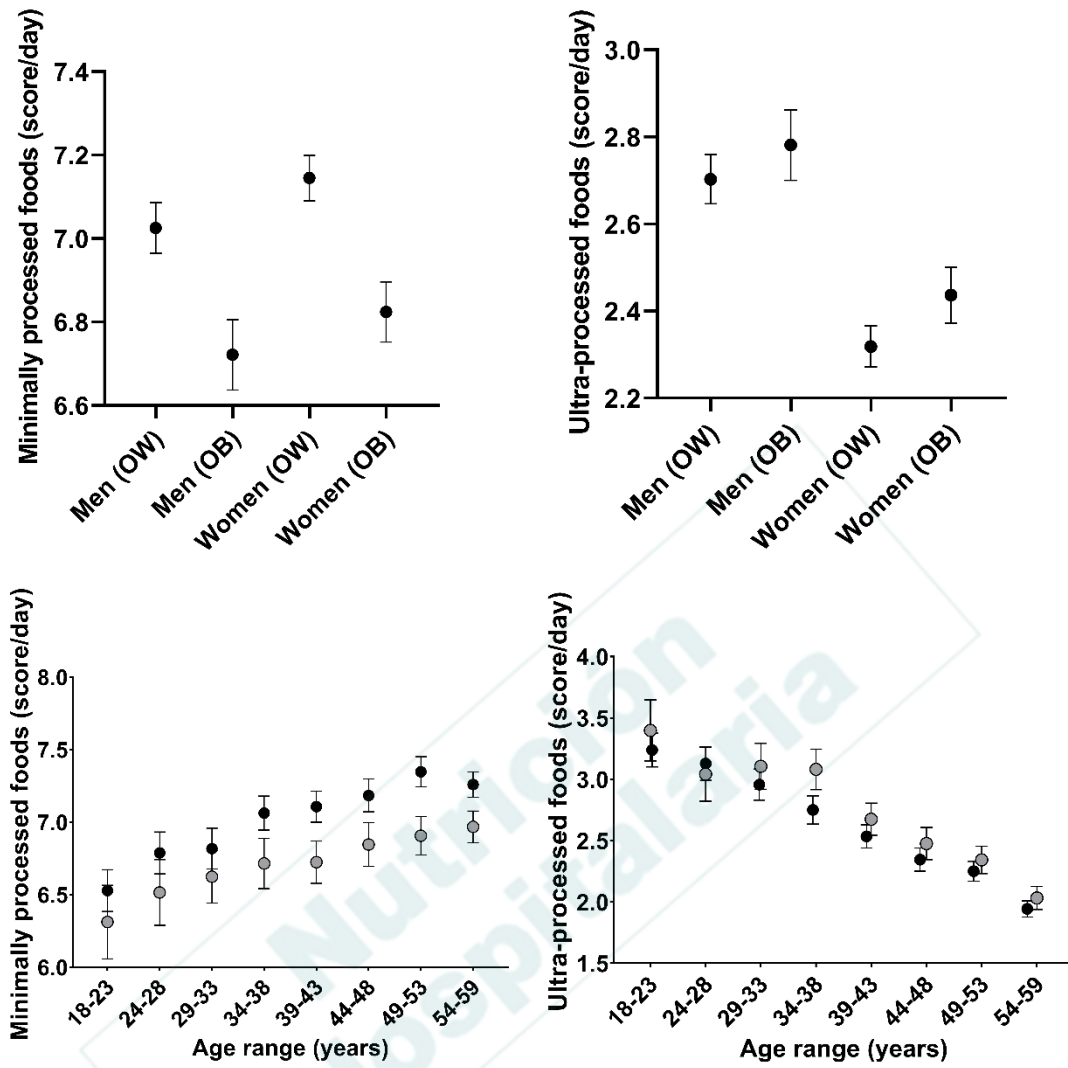 Minimally processed foods (score/day)
7.4
7.2
7.0
6.8
6.6
Men (OW)
Men (OB)
Women (OW)
Women (OB)
Ultra-processed foods (score/day)
3.0
2.8
2.6
2.4
2.2
Men (OW)
Men (OB)
Women (OW)
Women (OB)
Minimally processed foods (score/day)
8.0
7.5
7.0
6.5
6.0
18-23
24-28
29-33
34-38
39-43
44-48
49-53
54-59
Age range (years)
Ultra-processed foods (score/day)
4.0
3.5
3.0
2.5
2.0
1.5
18-23
24-28
29-33
34-38
39-43
44-48
49-53
54-59
Age range (years)
Nutrición
ospitalaria